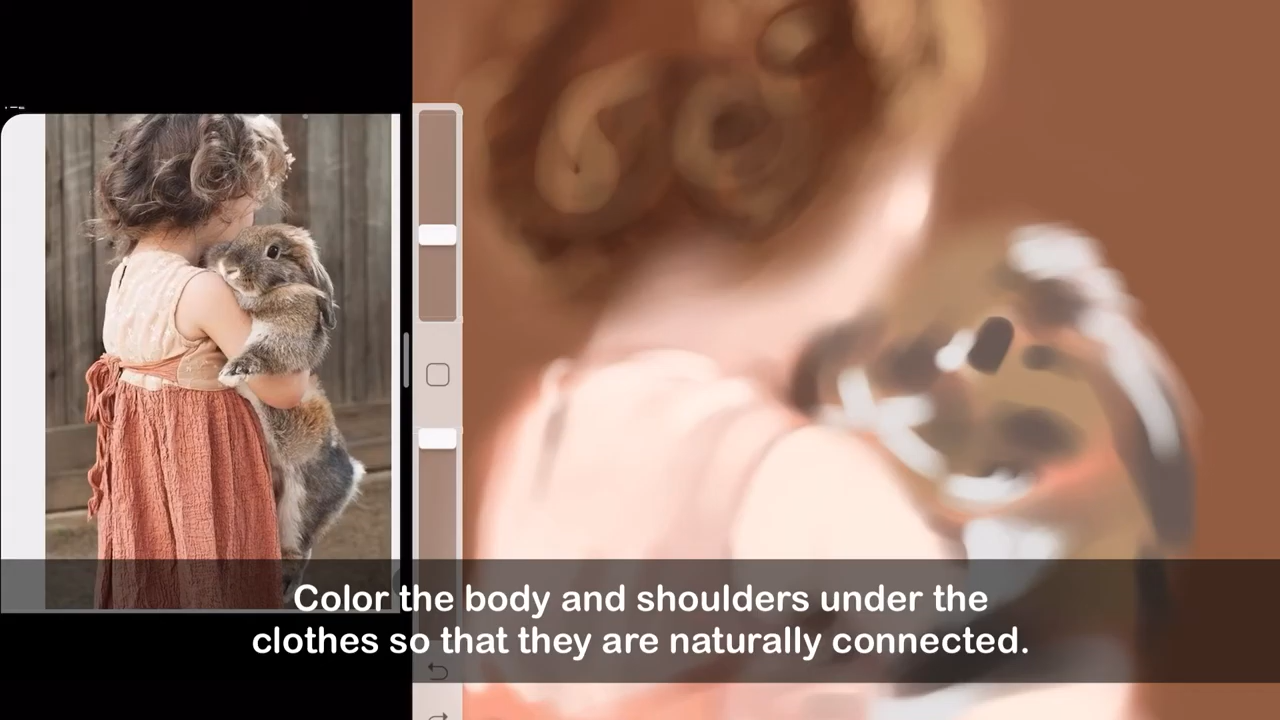 Color the body and shoulders under the
clothes so that they are naturally connected.